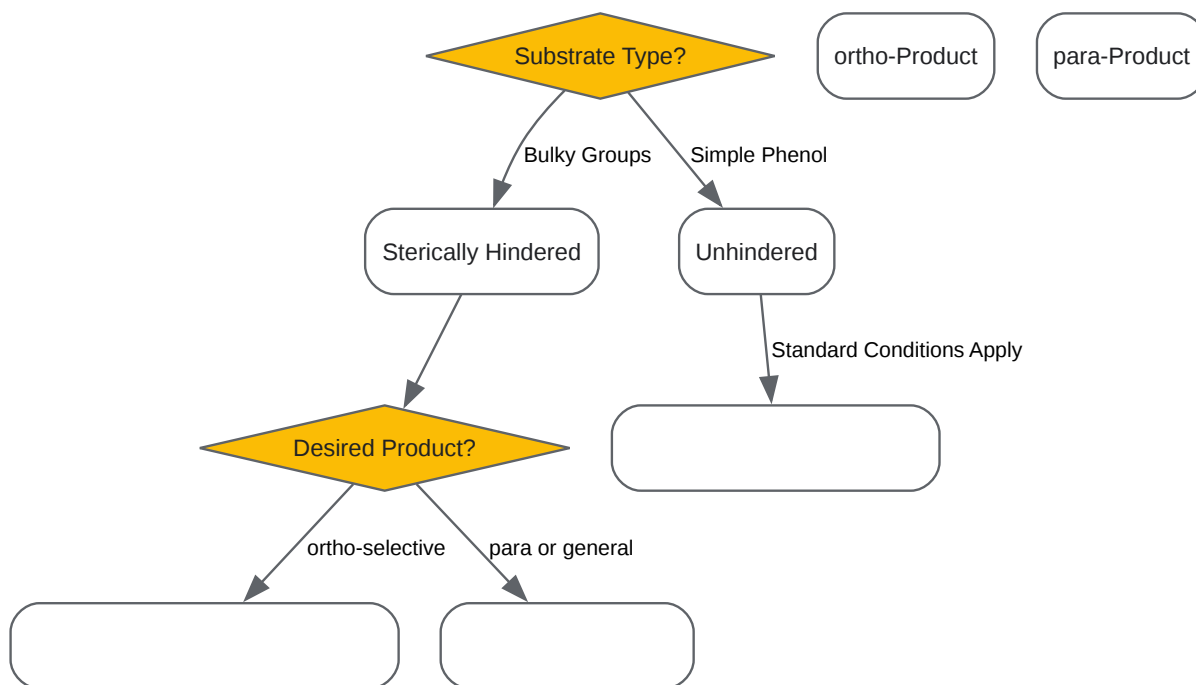 Substrate Type?
ortho-Product
para-Product
Bulky Groups
Simple Phenol
Sterically Hindered
Unhindered
Standard Conditions Apply
Desired Product?
ortho-selective
para or general